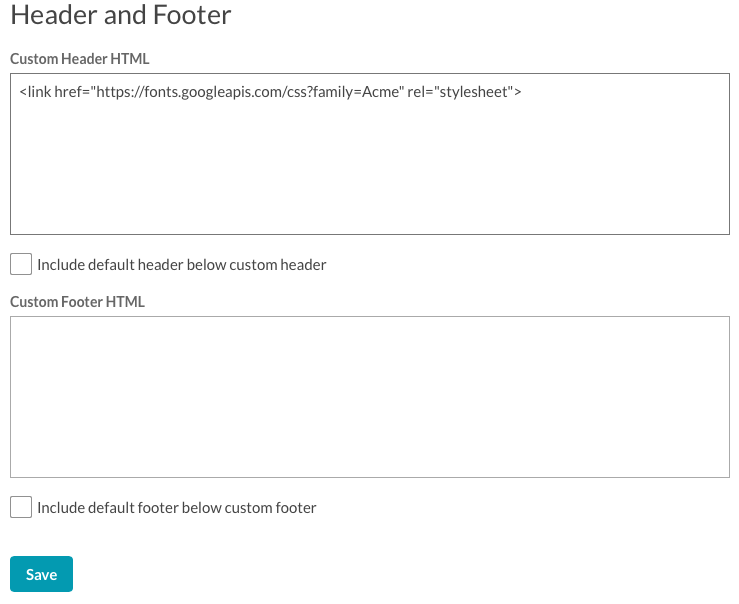 Header and Footer
Custom Header HTML
<link href="https://fonts.googleapis.com/css?family=Acme" rel="stylesheet">
Include default header below custom header
Custom Footer HTML
Include default footer below custom footer
Save